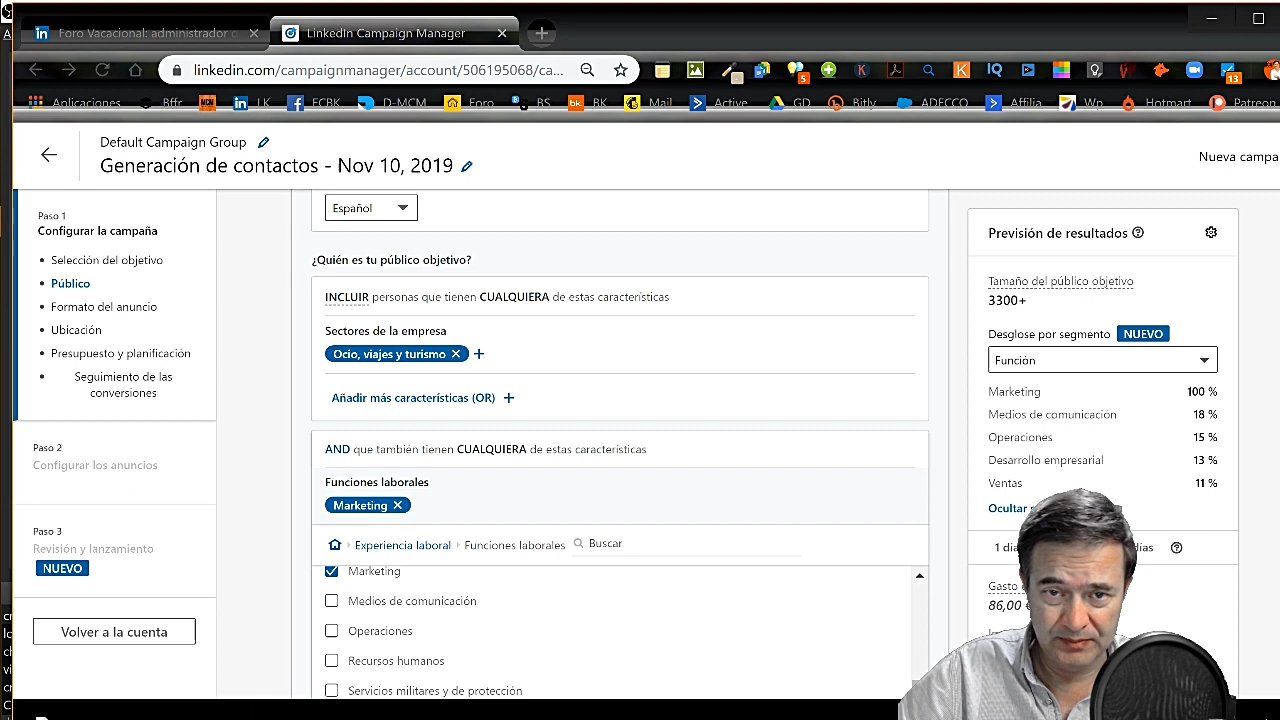 Foro Vacacional: administrador
LinkedIn Campaign Manager
linkedin.com/campaignmanager/account/506195068/ca...
5
13
Aplicaciones Bffr LK FCBK D-MCM Foro BS BK Mail Active GD Bitly ADECCO Affilia Wp Hotmart Patreon
Default Campaign Group
Generación de contactos - Nov 10, 2019
Nueva campa
Paso 1
Configurar la campaña
Selección del objetivo
Público
Formato del anuncio
Ubicación
Presupuesto y planificación
Seguimiento de las
conversiones
Paso 2
Configurar los anuncios
Paso 3
Revisión y lanzamiento
NUEVO
Volver a la cuenta
Español
¿Quién es tu público objetivo?
INCLUIR personas que tienen CUALQUIERA de estas características
Sectores de la empresa
Ocio, viajes y turismo
Añadir más características (OR)
AND que también tienen CUALQUIERA de estas características
Funciones laborales
Marketing
Experiencia laboral Funciones laborales Buscar
Marketing
Medios de comunicación
Operaciones
Recursos humanos
Servicios militares y de protección
Previsión de resultados
Tamaño del público objetivo
3300+
Desglose por segmento NUEVO
Función
Marketing 100 %
Medios de comunicación 18 %
Operaciones 15 %
Desarrollo empresarial 13 %
Ventas 11 %
Ocultar
1
Gasto
86,00